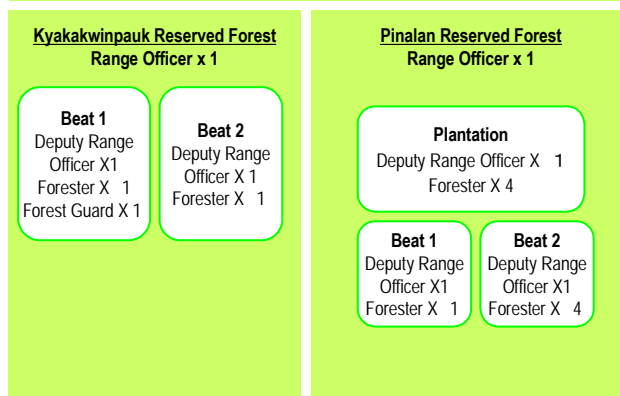 Kyakakwinpauk Reserved Forest
Range Officer x 1
Beat 1
Deputy Range
Officer X1
Forester X 1
Forest Guard X 1
Beat 2
Deputy Range
Officer X 1
Forester X 1
Pinalan Reserved Forest
Range Officer x 1
Plantation
Deputy Range Officer X 1
Forester X 4
Beat 1
Deputy Range
Officer X1
Forester X 1
Beat 2
Deputy Range
Officer X1
Forester X 4